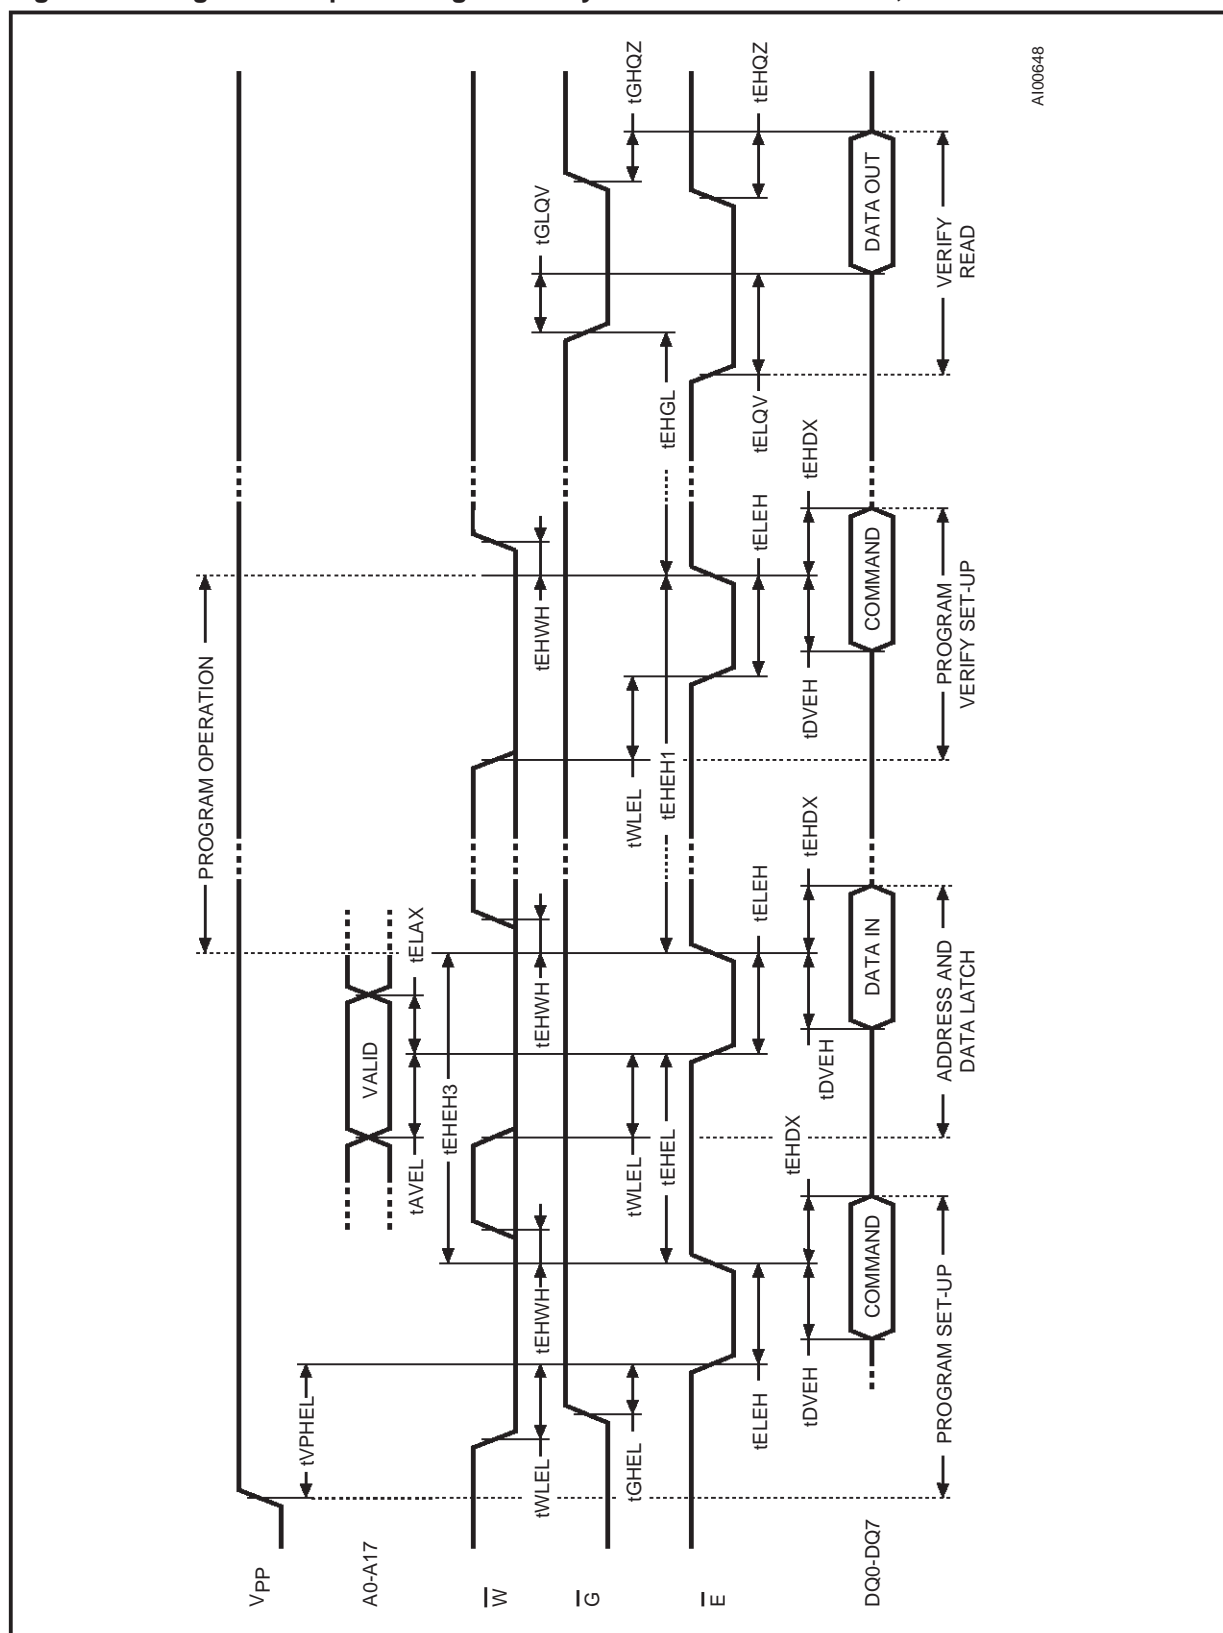 PROGRAM OPERATION
VPP
tVPHEL
A0-A17
VALID
tAVEL
tELAX
tEHEH3
W
tWLEL
tEHWH
tEHWH
tEHWH
tGLQV
G
tGHEL
tWLEL
tWLEL
tGHQZ
tEHEL
tEHEH1
tEHGL
E
tELEH
tELEH
tELEH
tELQV
tEHQZ
tDVEH
tEHDX
tDVEH
tEHDX
tDVEH
tEHDX
DQ0-DQ7
COMMAND
DATA IN
COMMAND
DATA OUT
PROGRAM SET-UP
ADDRESS AND
DATA LATCH
PROGRAM
VERIFY SET-UP
VERIFY
READ
AI00648